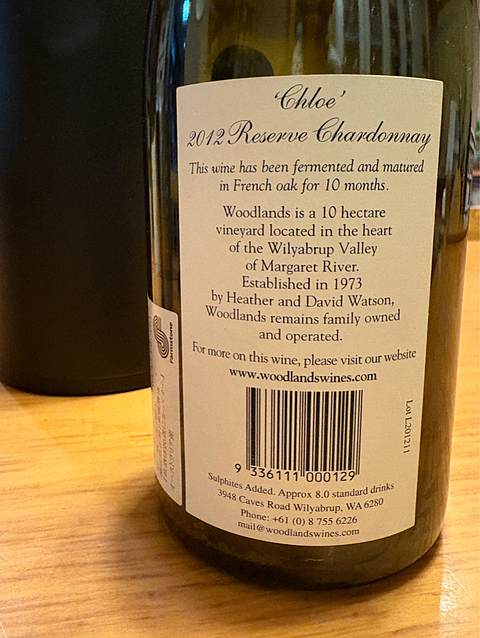 'Chloe'
2012 Reserve Chardonnay
This wine has been fermented and matured
in French oak for 10 months.
Woodlands is a 10 hectare
vineyard located in the heart
of the Wilyabrup Valley
of Margaret River.
Established in 1973
by Heather and David Watson,
Woodlands remains family owned
and operated.
For more on this wine, please visit our website
www.woodlandswines.com
Lot L201211
9 336111 000129
Sulphites Added. Approx 8.0 standard drinks
3948 Caves Road Wilyabrup, WA 6280
Phone: +61 (0) 8 755 6226
mail@woodlandswines.com
Farmstone